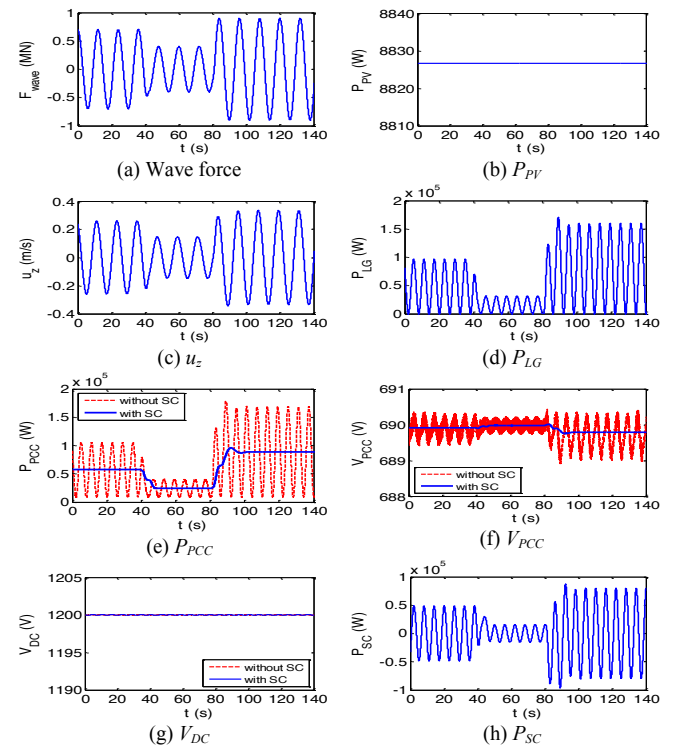 1
0.5
0
-0.5
-1
F_wave (MN)
0 20 40 60 80 100 120 140
t (s)
(a) Wave force
8840
8830
8820
8810
P_PV (W)
0 20 40 60 80 100 120 140
t (s)
(b) P_PV
0.4
0.2
0
-0.2
-0.4
u_z (m/s)
0 20 40 60 80 100 120 140
t (s)
(c) u_z
x 10^5
2
1.5
1
0.5
0
P_LG (W)
0 20 40 60 80 100 120 140
t (s)
(d) P_LG
x 10^5
2
1.5
1
0.5
0
P_PCC (W)
without SC
with SC
0 20 40 60 80 100 120 140
t (s)
(e) P_PCC
691
690
689
688
V_PCC (V)
without SC
with SC
0 20 40 60 80 100 120 140
t (s)
(f) V_PCC
1205
1200
1195
1190
V_DC (V)
without SC
with SC
0 20 40 60 80 100 120 140
t (s)
(g) V_DC
x 10^5
1
0.5
0
-0.5
-1
P_SC (W)
0 20 40 60 80 100 120 140
t (s)
(h) P_SC